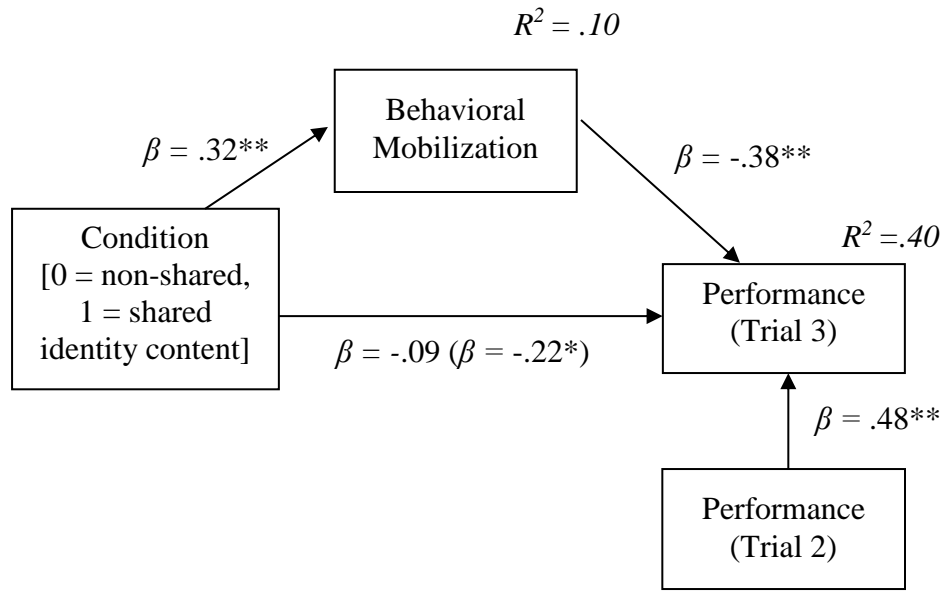 R² = .10
Behavioral
Mobilization
β = .32**
β = -.38**
Condition
[0 = non-shared,
1 = shared
identity content]
R² =.40
Performance
(Trial 3)
β = -.09 (β = -.22*)
β = .48**
Performance
(Trial 2)